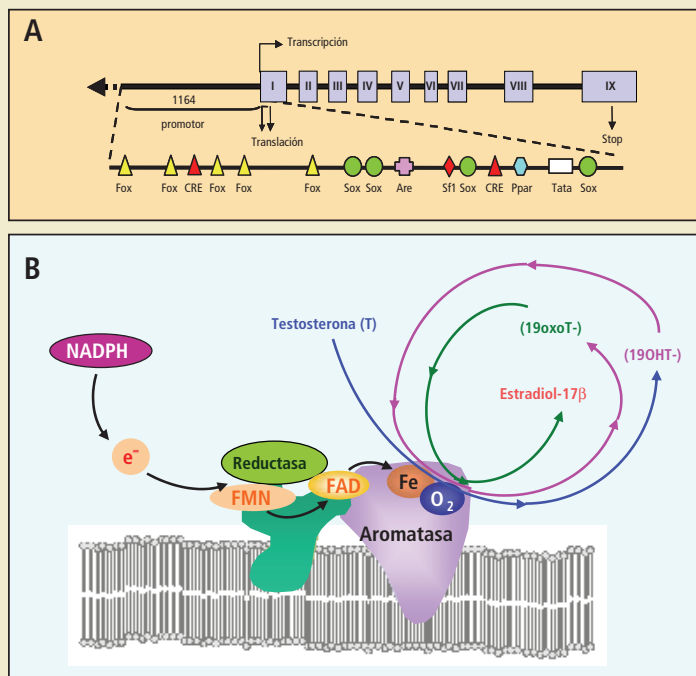 A
Transcripción
I II III IV V VI VII VIII IX
1164
promotor
Translación
Stop
Fox Fox CRE Fox Fox Fox Sox Sox Are Sf1 Sox CRE Ppar Tata Sox
B
Testosterona (T)
(19oxoT-)
(19OHT-)
NADPH
Estradiol-17β
e⁻
Reductasa
FMN
FAD
Fe
O₂
Aromatasa